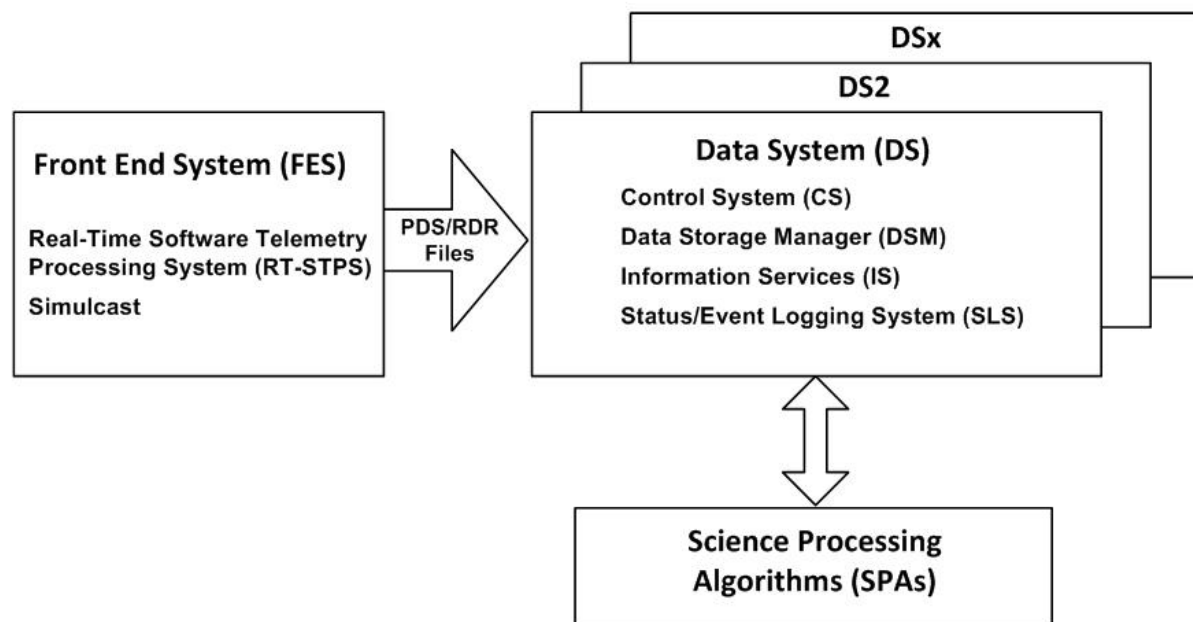 DSx
DS2
Front End System (FES)
Real-Time Software Telemetry
Processing System (RT-STPS)
Simulcast
PDS/RDR
Files
Data System (DS)
Control System (CS)
Data Storage Manager (DSM)
Information Services (IS)
Status/Event Logging System (SLS)
Science Processing
Algorithms (SPAs)